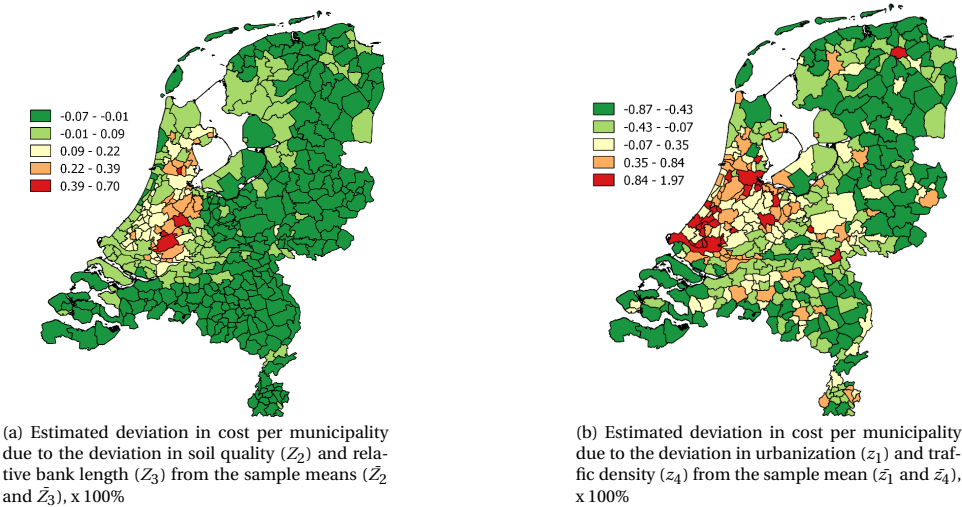 -0.07 - -0.01
-0.01 - 0.09
0.09 - 0.22
0.22 - 0.39
0.39 - 0.70
-0.87 - -0.43
-0.43 - -0.07
-0.07 - 0.35
0.35 - 0.84
0.84 - 1.97
(a) Estimated deviation in cost per municipality
due to the deviation in soil quality (Z₂) and rela-
tive bank length (Z₃) from the sample means (Z̄₂
and Z̄₃), x 100%
(b) Estimated deviation in cost per municipality
due to the deviation in urbanization (z₁) and traf-
fic density (z₄) from the sample mean (z̄₁ and z̄₄),
x 100%